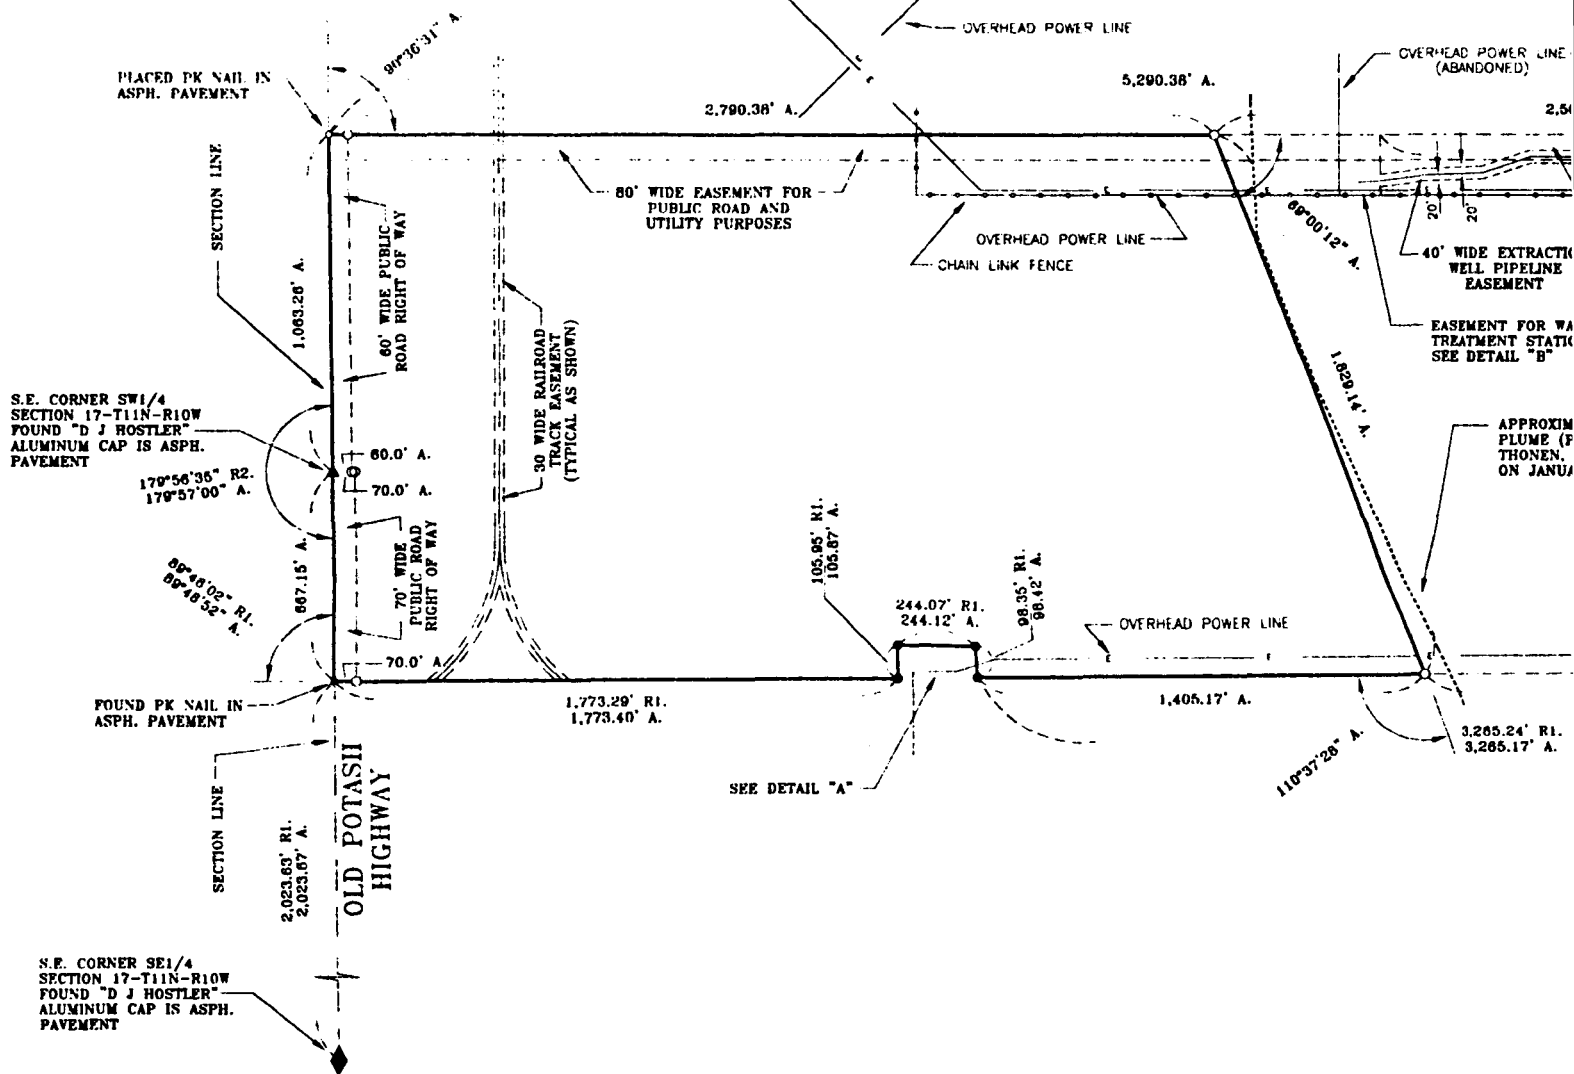 90°36'31" A.
OVERHEAD POWER LINE
PLACED PK NAIL IN
ASPH. PAVEMENT
2,790.38' A.
5,290.38' A.
OVERHEAD POWER LINE
(ABANDONED)
SECTION LINE
1,063.26' A.
60' WIDE PUBLIC
ROAD RIGHT OF WAY
80' WIDE EASEMENT FOR
PUBLIC ROAD AND
UTILITY PURPOSES
OVERHEAD POWER LINE
CHAIN LINK FENCE
69°00'12" A.
20'
20'
40' WIDE EXTRACTI
WELL PIPELINE
EASEMENT
EASEMENT FOR WA
TREATMENT STATI
SEE DETAIL "B"
30 WIDE RAILROAD
TRACK EASEMENT
(TYPICAL AS SHOWN)
1,829.14' A.
S.E. CORNER SW1/4
SECTION 17-T11N-R10W
FOUND "D J HOSTLER"
ALUMINUM CAP IS ASPH.
PAVEMENT
60.0' A.
70.0' A.
179°56'35" R2.
179°57'00" A.
APPROXIM
PLUME (P
THONEN,
ON JANUA
667.15' A.
70' WIDE
PUBLIC ROAD
RIGHT OF WAY
89°48'02" R1.
89°48'52" A.
105.95' R1.
105.87' A.
244.07' R1.
244.12' A.
98.35' R1.
98.42' A.
OVERHEAD POWER LINE
70.0' A
FOUND PK NAIL IN
ASPH. PAVEMENT
1,773.29' R1.
1,773.40' A.
1,405.17' A.
110°37'28" A.
3,265.24' R1.
3,265.17' A.
SEE DETAIL "A"
SECTION LINE
2,023.63' R1.
2,023.67' A.
OLD POTASH
HIGHWAY
S.E. CORNER SE1/4
SECTION 17-T11N-R10W
FOUND "D J HOSTLER"
ALUMINUM CAP IS ASPH.
PAVEMENT